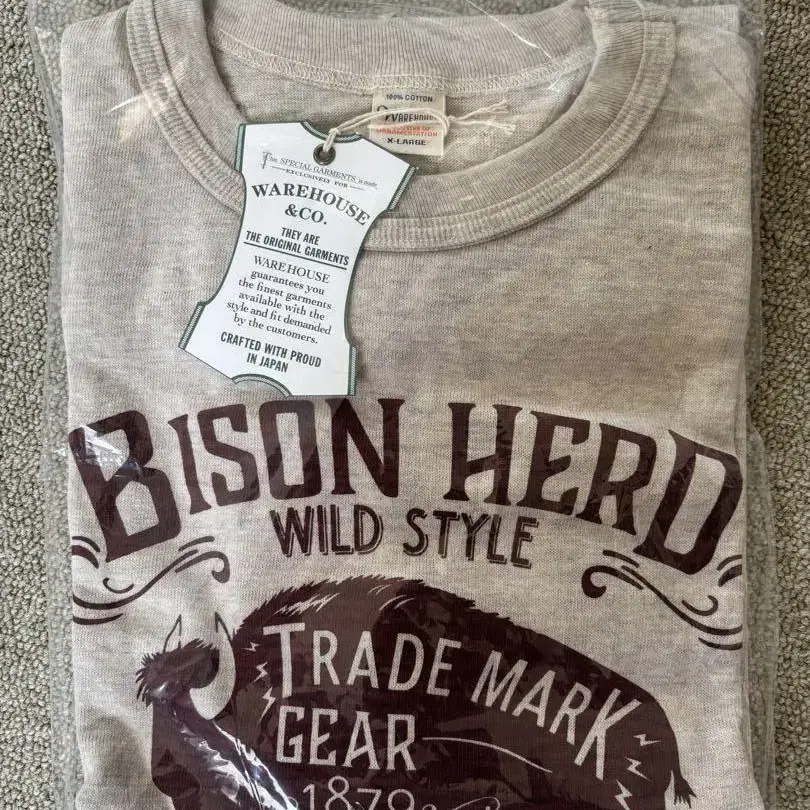 100% COTTON
WAREHOUSE
X-LARGE
This SPECIAL GARMENTS is made
EXCLUSIVELY FOR
WAREHOUSE
&CO.
THEY ARE
THE ORIGINAL GARMENTS
WAREHOUSE
guarantees you
the finest garments
available with the
style and fit demanded
by the customers.
CRAFTED WITH PROUD
IN JAPAN
BISON HERD
WILD STYLE
TRADE MARK
GEAR
1879